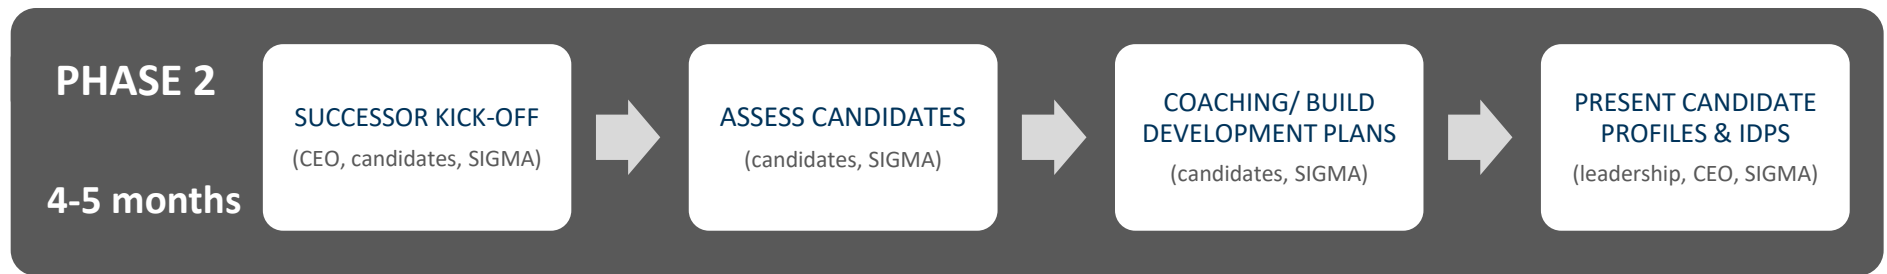 PHASE 2
4-5 months
SUCCESSOR KICK-OFF
(CEO, candidates, SIGMA)
ASSESS CANDIDATES
(candidates, SIGMA)
COACHING/ BUILD
DEVELOPMENT PLANS
(candidates, SIGMA)
PRESENT CANDIDATE
PROFILES & IDPS
(leadership, CEO, SIGMA)